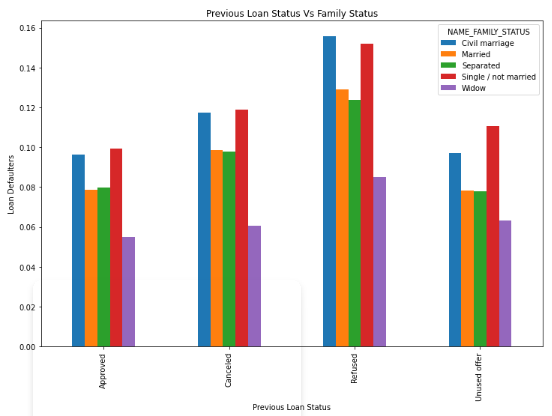 Previous Loan Status Vs Family Status
NAME_FAMILY_STATUS
Civil marriage
Married
Separated
Single / not married
Widow
Loan Defaulters
0.16
0.14
0.12
0.10
0.08
0.06
0.04
0.02
0.00
Approved
Canceled
Refused
Unused offer
Previous Loan Status